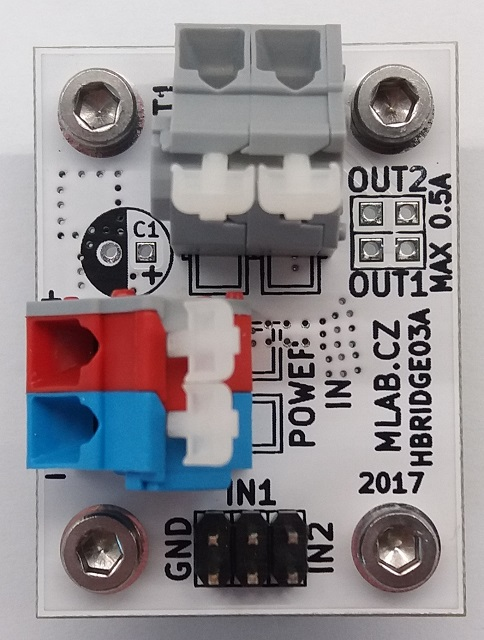 T1
OUT2
MAX 0.5A
C1
+
OUT1
+
POWER
IN
MLAB.CZ
HBRIDGE03A
-
2017
IN1
GND
IN2